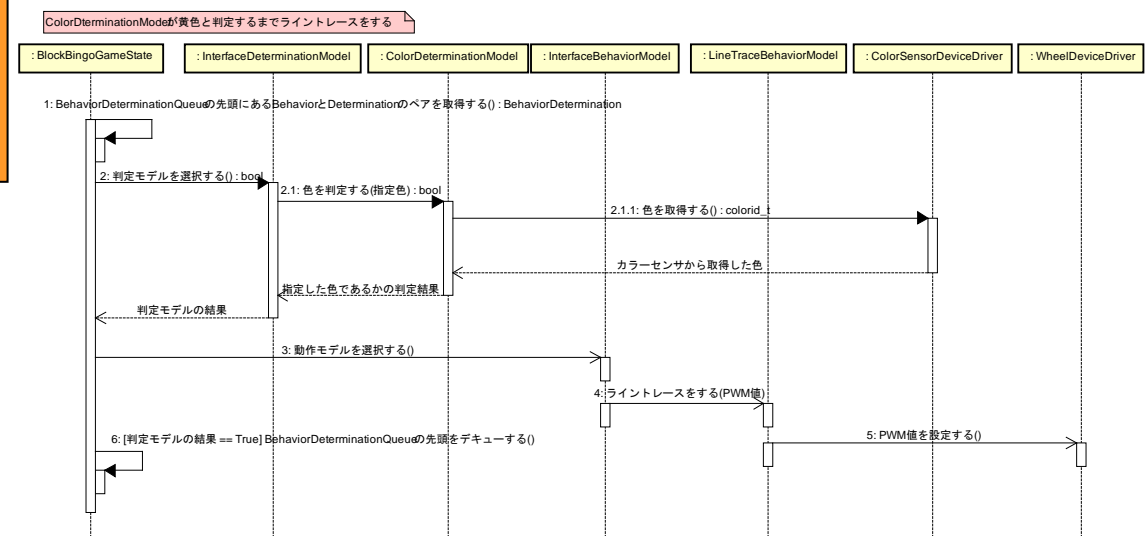 ColorDterminationModelが黄色と判定するまでライントレースをする
: BlockBingoGameState
: InterfaceDeterminationModel
: ColorDeterminationModel
: InterfaceBehaviorModel
: LineTraceBehaviorModel
: ColorSensorDeviceDriver
: WheelDeviceDriver
1: BehaviorDeterminationQueueの先頭にあるBehaviorとDeterminationのペアを取得する() : BehaviorDetermination
2: 判定モデルを選択する() : bool
2.1: 色を判定する(指定色) : bool
2.1.1: 色を取得する() : colorid_t
カラーセンサから取得した色
指定した色であるかの判定結果
判定モデルの結果
3: 動作モデルを選択する()
4: ライントレースをする(PWM値)
6: [判定モデルの結果 == True] BehaviorDeterminationQueueの先頭をデキューする()
5: PWM値を設定する()